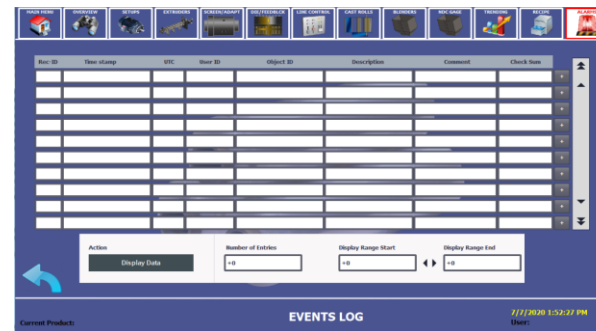 MAIN MENU OVERVIEW SETUPS EXTRUDERS SCREEN/ADAPT DIE/FEEDBLCK LINE CONTROL CAST ROLLS BLENDERS NDC GAGE TRENDING RECIPE ALARMS
Rec-ID Time stamp UTC User ID Object ID Description Comment Check Sum
Action Number of Entries Display Range Start Display Range End
Display Data +0 +0 +0
EVENTS LOG
7/7/2020 1:52:27 PM
Current Product: User: